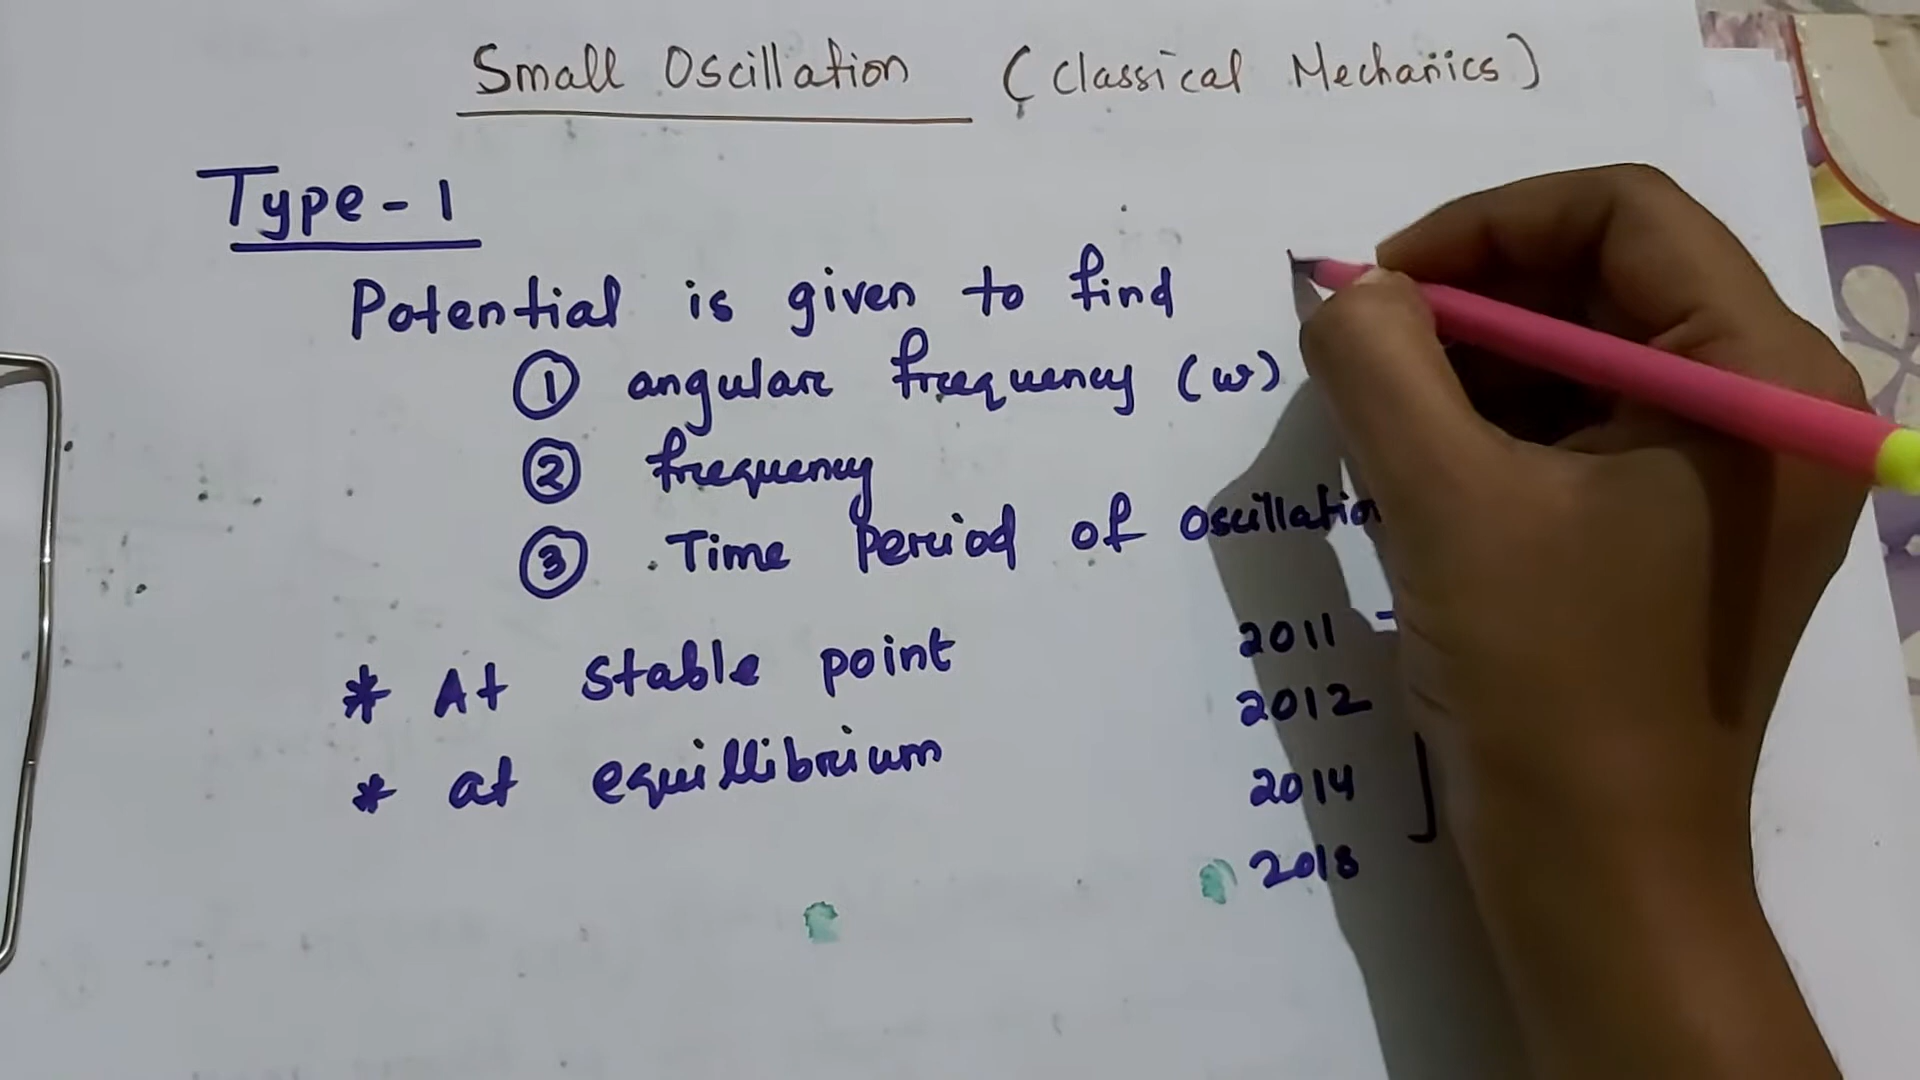 Small Oscillation (Classical Mechanics)
Type-1
Potential is given to find
① angular frequency (ω)
② frequency
③ . Time Period of Oscillation
* At stable point
* at equillibrium
2011 -
2012
2014 ]
2018